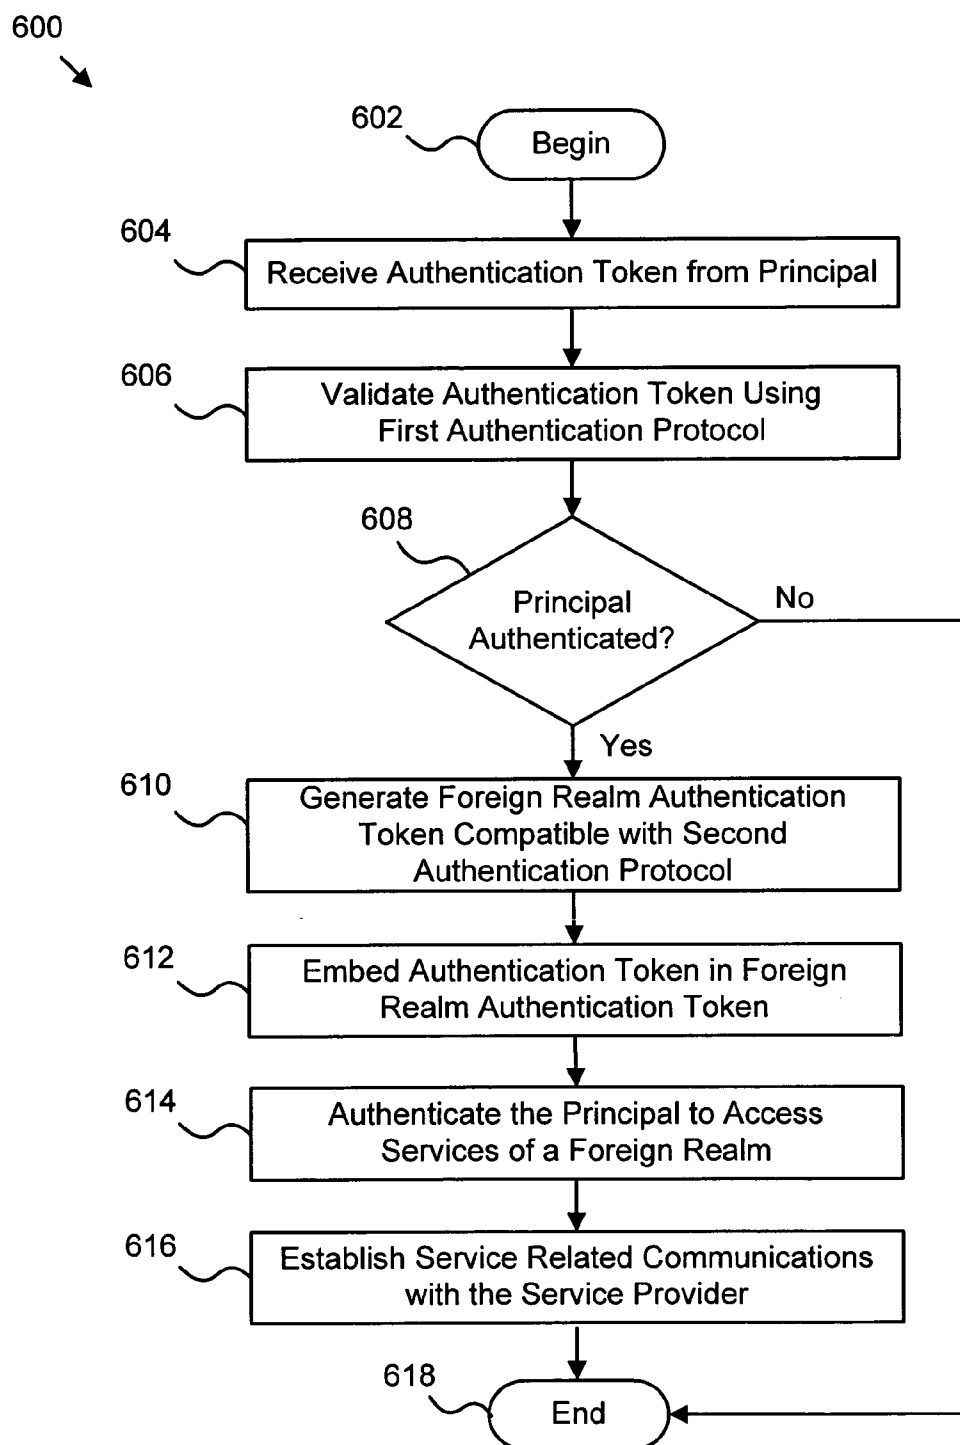 600
602
Begin
604
Receive Authentication Token from Principal
606
Validate Authentication Token Using
First Authentication Protocol
608
Principal
Authenticated?
No
Yes
610
Generate Foreign Realm Authentication
Token Compatible with Second
Authentication Protocol
612
Embed Authentication Token in Foreign
Realm Authentication Token
614
Authenticate the Principal to Access
Services of a Foreign Realm
616
Establish Service Related Communications
with the Service Provider
618
End